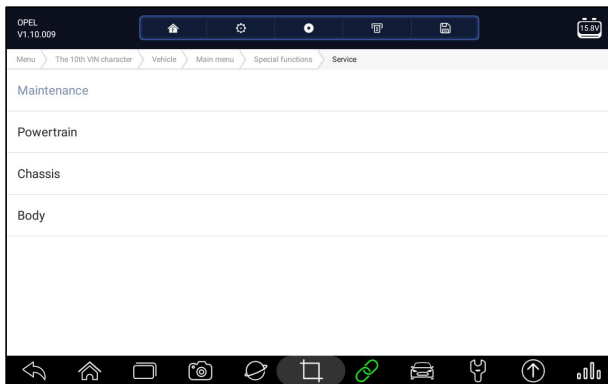 OPEL
V1.10.009
15.8V
Menu The 10th VIN character Vehicle Main menu Special functions Service
Maintenance
Powertrain
Chassis
Body